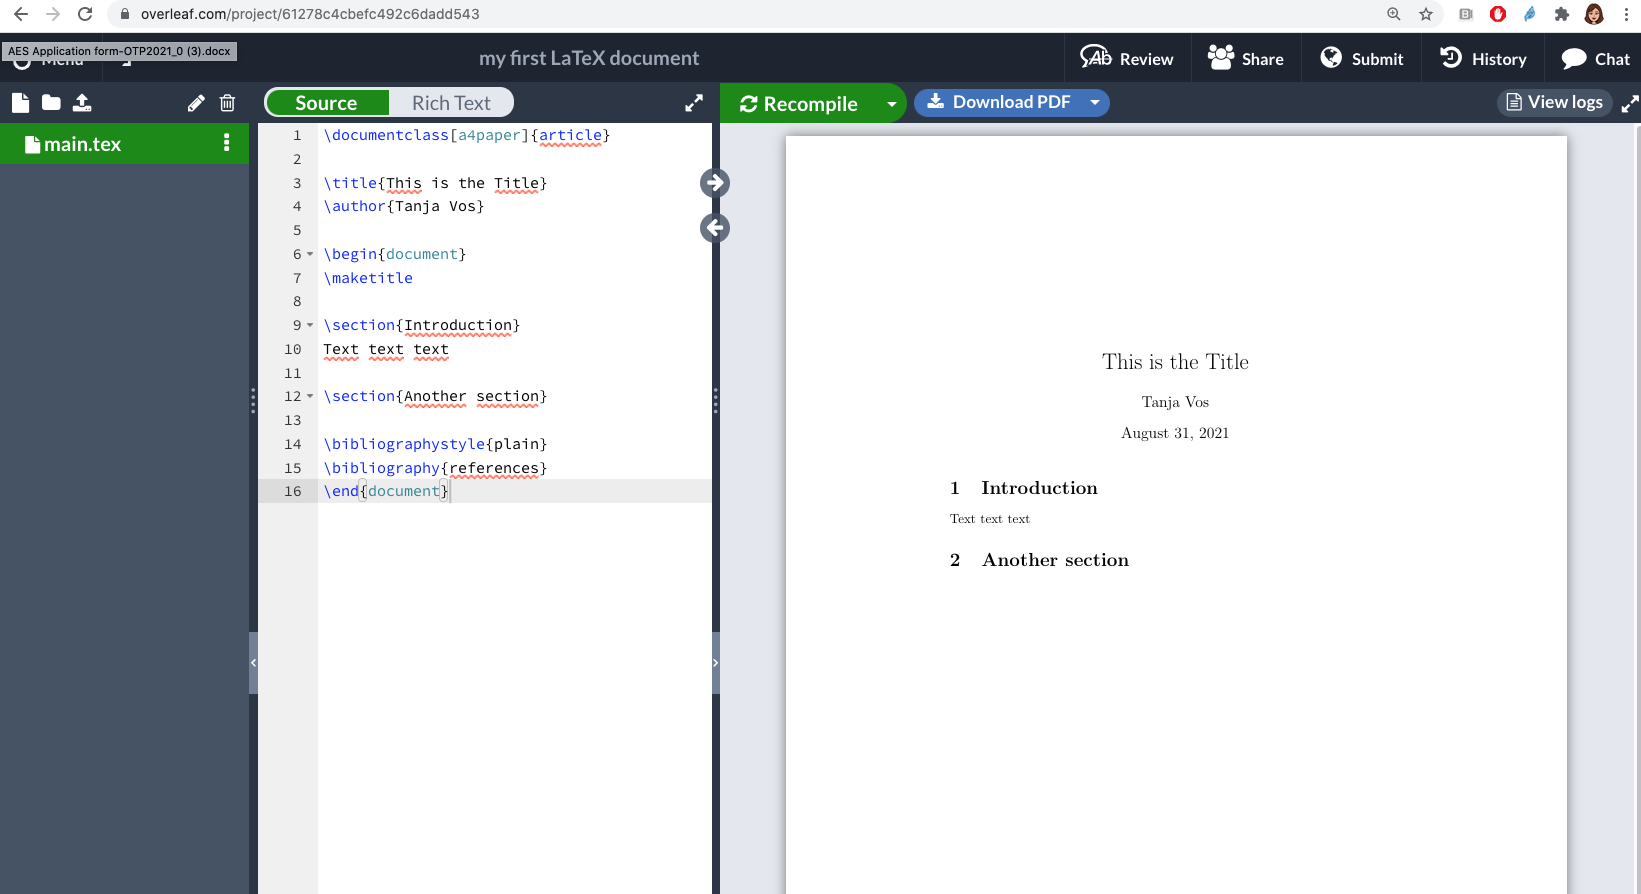 overleaf.com/project/61278c4cbefc492c6dadd543
AES Application form-OTP2021_0 (3).docx
Menu
my first LaTeX document
Ab Review
Share
Submit
History
Chat
Source
Rich Text
Recompile
Download PDF
View logs
main.tex
1 \documentclass[a4paper]{article}
2
3 \title{This is the Title}
4 \author{Tanja Vos}
5
6 \begin{document}
7 \maketitle
8
9 \section{Introduction}
10 Text text text
11
12 \section{Another section}
13
14 \bibliographystyle{plain}
15 \bibliography{references}
16 \end{document}
This is the Title
Tanja Vos
August 31, 2021
1 Introduction
Text text text
2 Another section